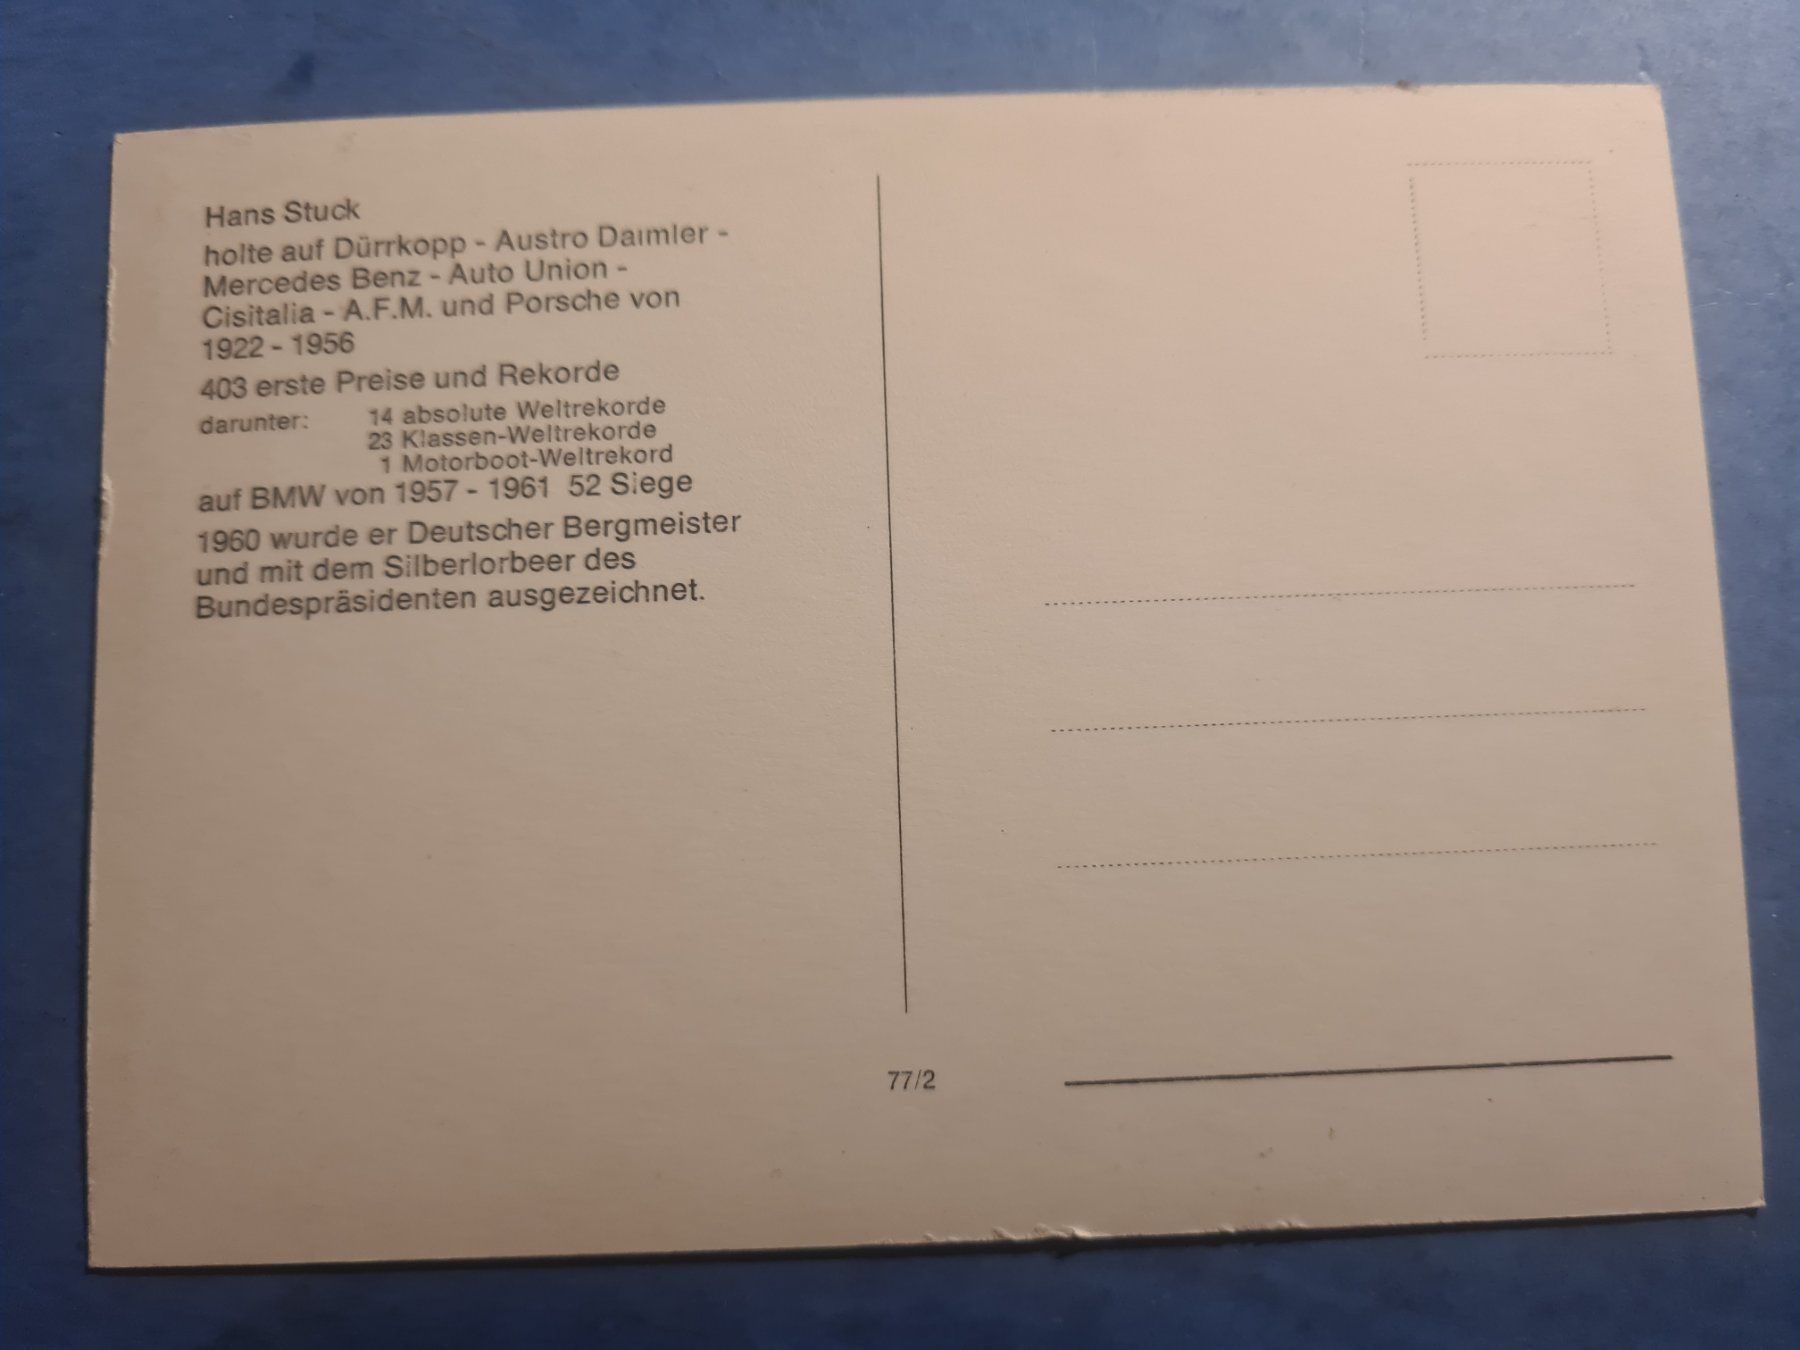 Hans Stuck
holte auf Dürrkopp - Austro Daimler -
Mercedes Benz - Auto Union -
Cisitalia - A.F.M. und Porsche von
1922 - 1956
403 erste Preise und Rekorde
darunter: 14 absolute Weltrekorde
23 Klassen-Weltrekorde
1 Motorboot-Weltrekord
auf BMW von 1957 - 1961 52 Siege
1960 wurde er Deutscher Bergmeister
und mit dem Silberlorbeer des
Bundespräsidenten ausgezeichnet.
77/2